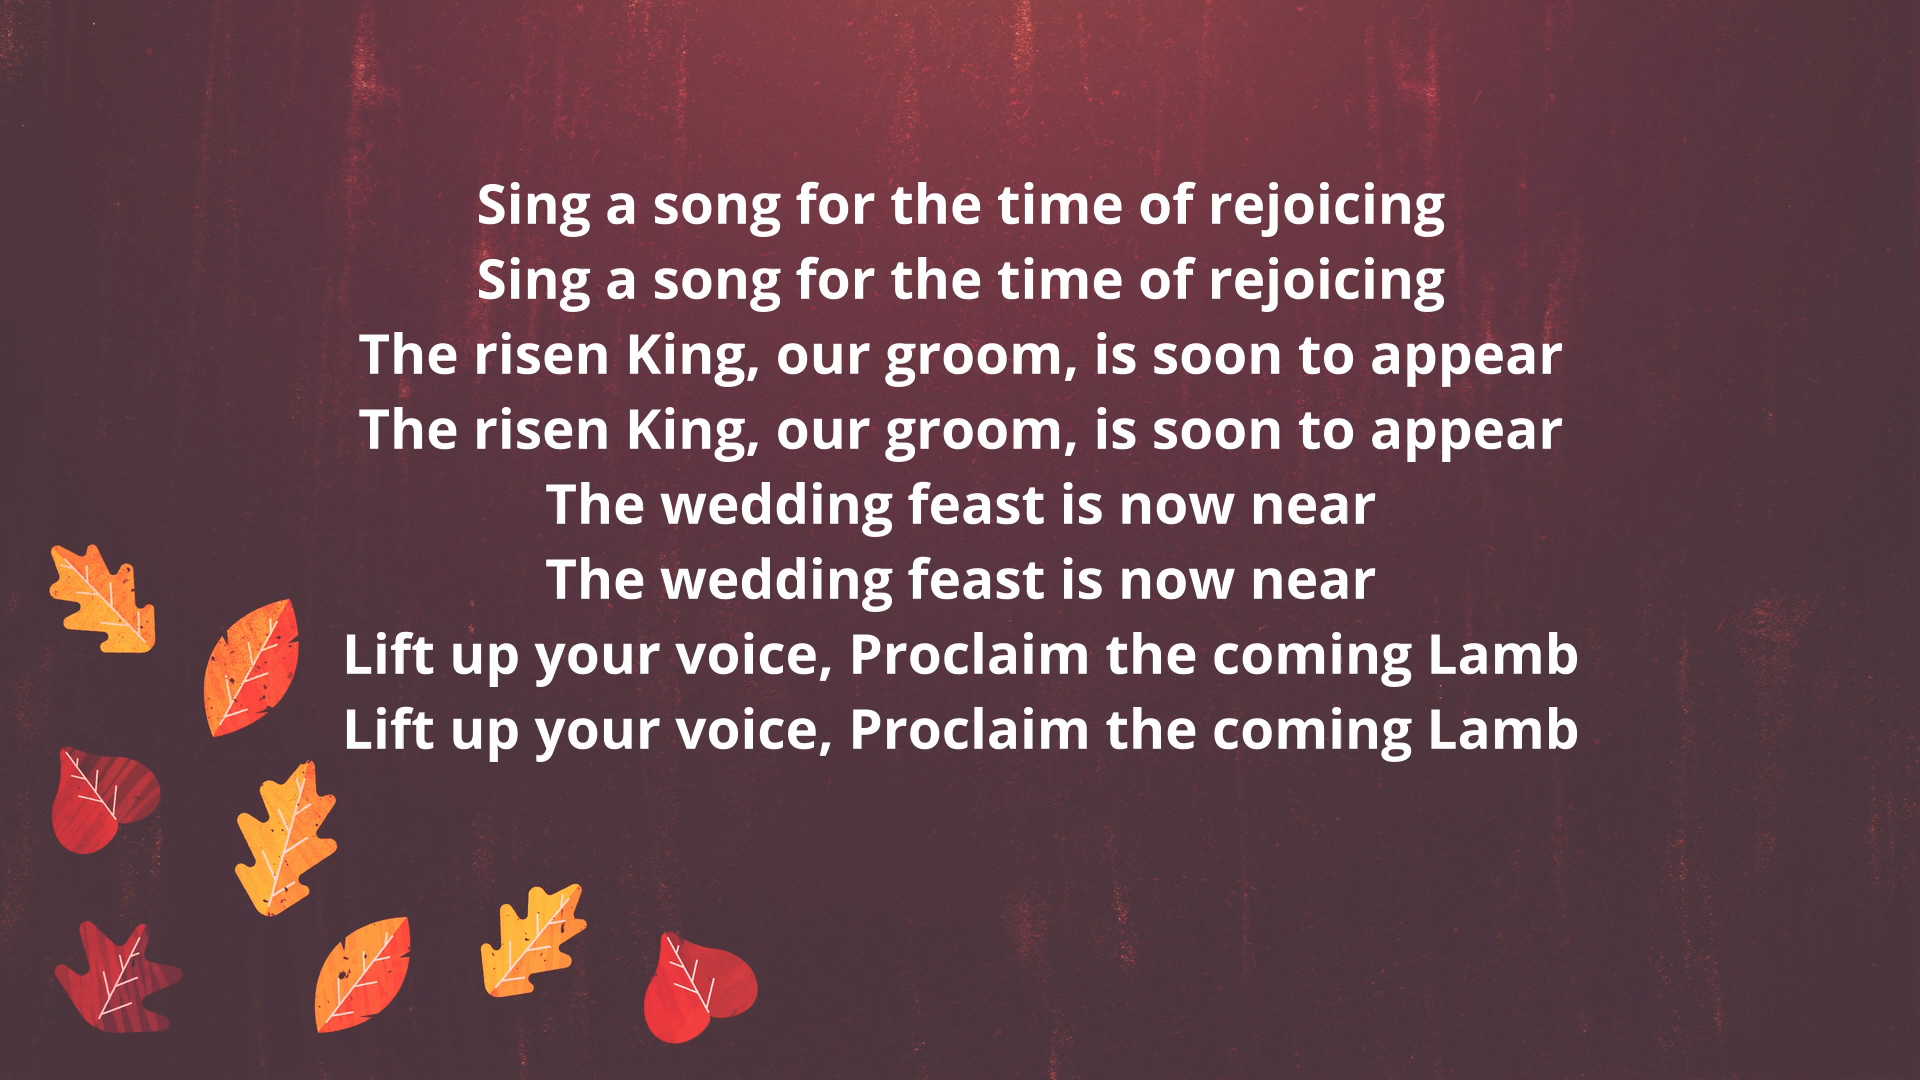 Sing a song for the time of rejoicing
Sing a song for the time of rejoicing
The risen King, our groom, is soon to appear
The risen King, our groom, is soon to appear
The wedding feast is now near
The wedding feast is now near
Lift up your voice, Proclaim the coming Lamb
Lift up your voice, Proclaim the coming Lamb